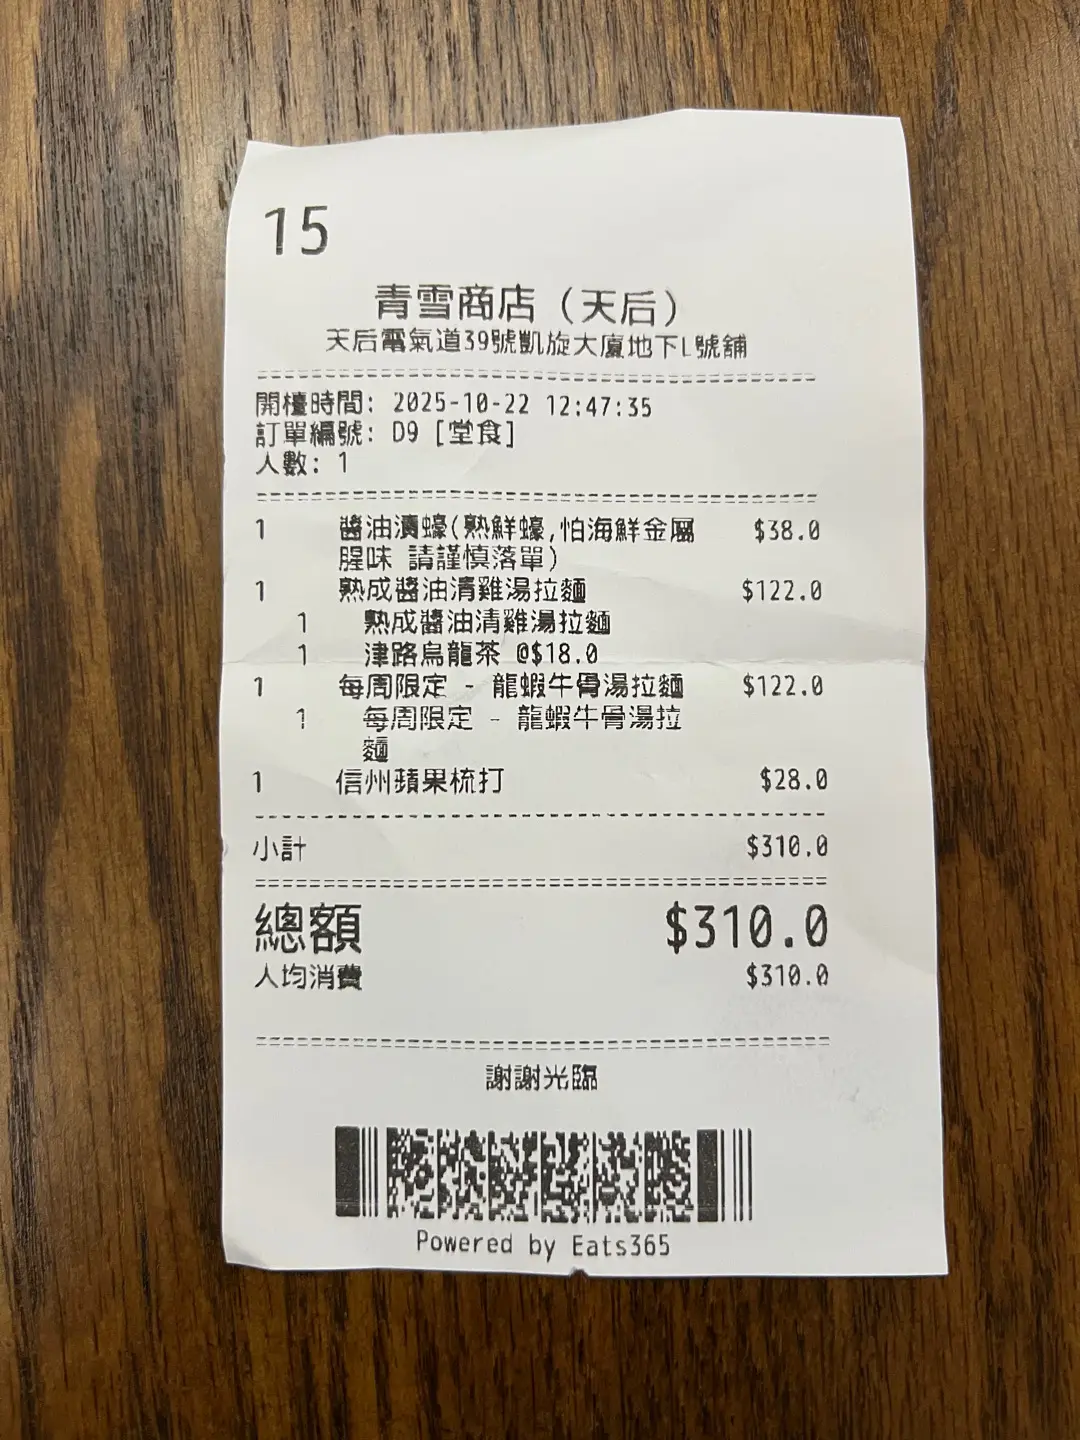 15
青雪商店（天后）
天后電氣道39號凱旋大廈地下L號舖
開檯時間: 2025-10-22 12:47:35
訂單編號: D9 [堂食]
人數: 1
1 醬油漬蠔(熟鮮蠔,怕海鮮金屬 $38.0
腥味 請謹慎落單)
1 熟成醬油清雞湯拉麵 $122.0
1 熟成醬油清雞湯拉麵
1 津路烏龍茶 @$18.0
1 每周限定 - 龍蝦牛骨湯拉麵 $122.0
1 每周限定 - 龍蝦牛骨湯拉
麵
1 信州蘋果梳打 $28.0
小計 $310.0
總額 $310.0
人均消費 $310.0
謝謝光臨
Powered by Eats365